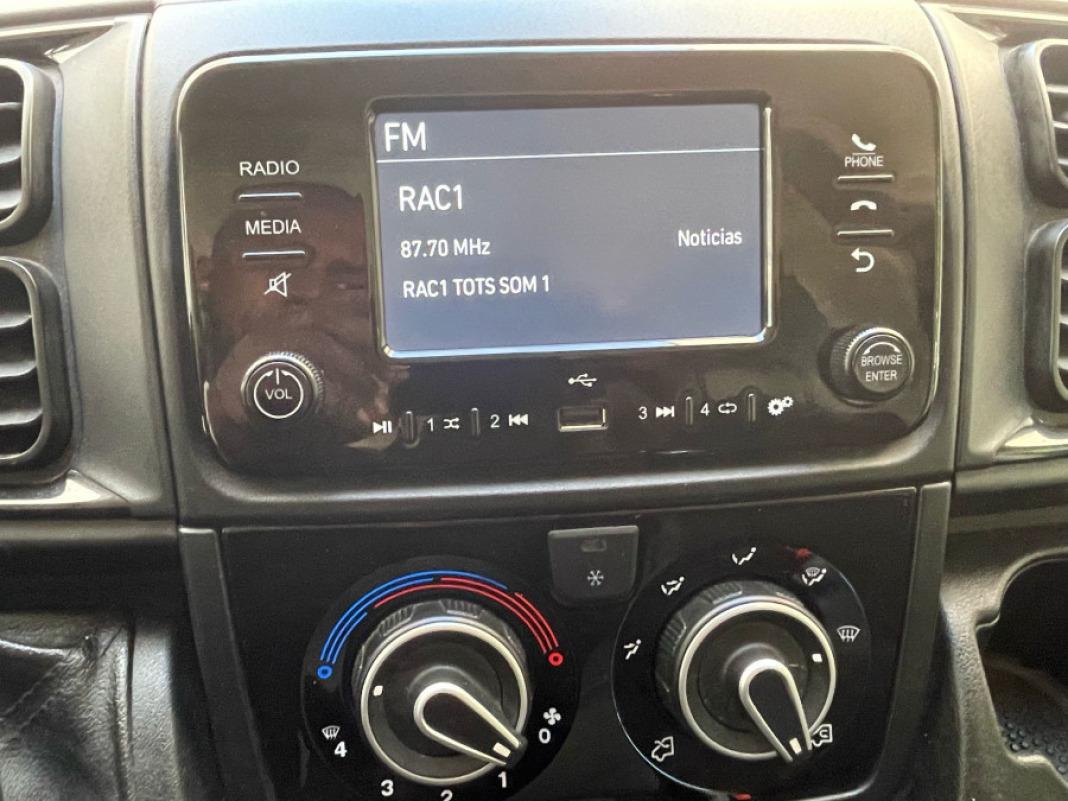 FM
RAC1
87.70 MHz
Noticias
RAC1 TOTS SOM 1
RADIO
MEDIA
VOL
PHONE
BROWSE
ENTER
1
2
3
4
4
3
2
1
0